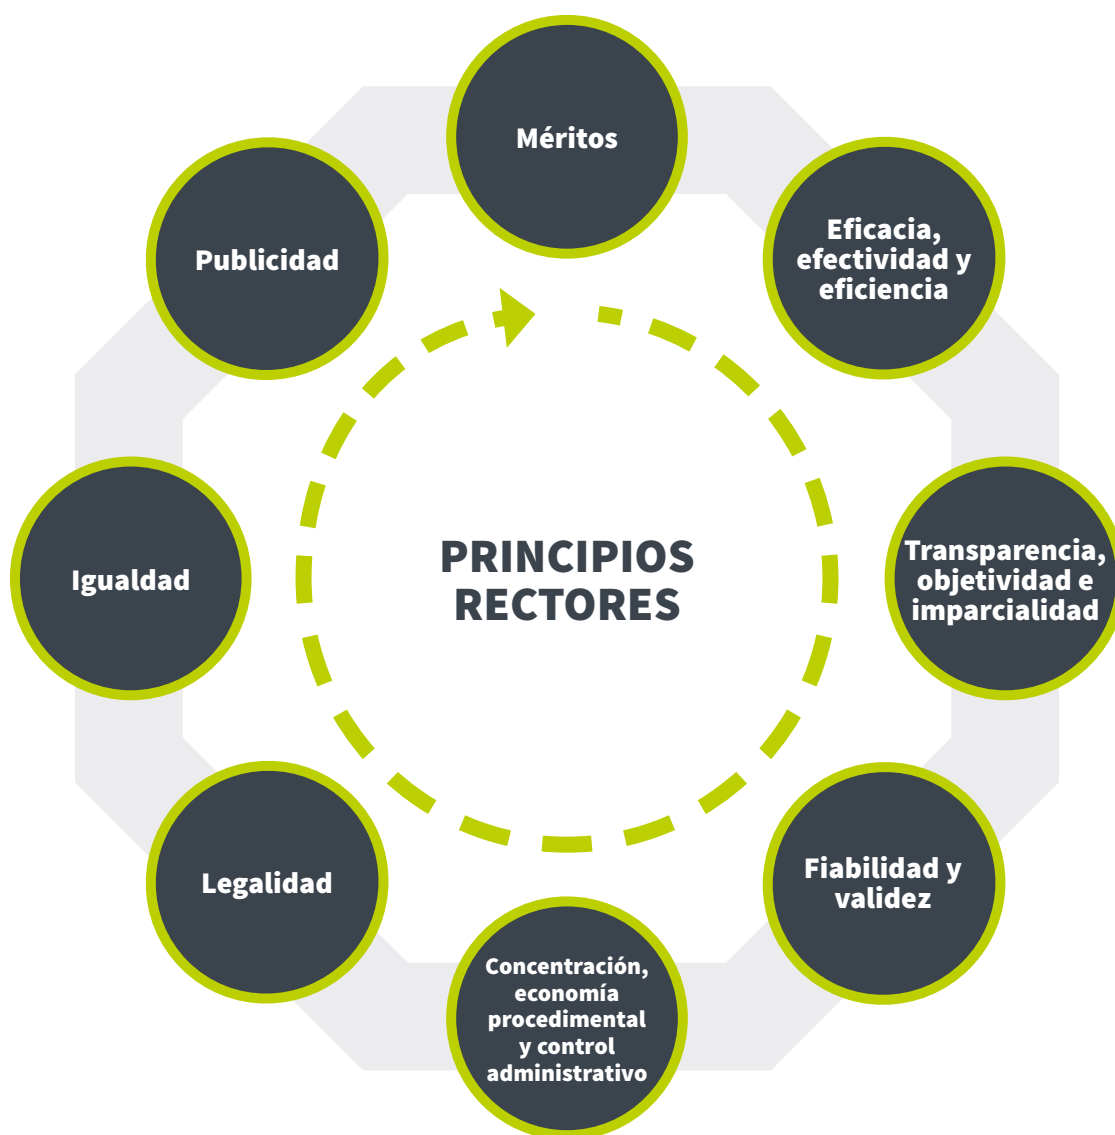 Méritos
Eficacia,
efectividad y
eficiencia
Transparencia,
objetividad e
imparcialidad
Fiabilidad y
validez
Concentración,
economía
procedimental
y control
administrativo
Legalidad
Igualdad
Publicidad
PRINCIPIOS
RECTORES